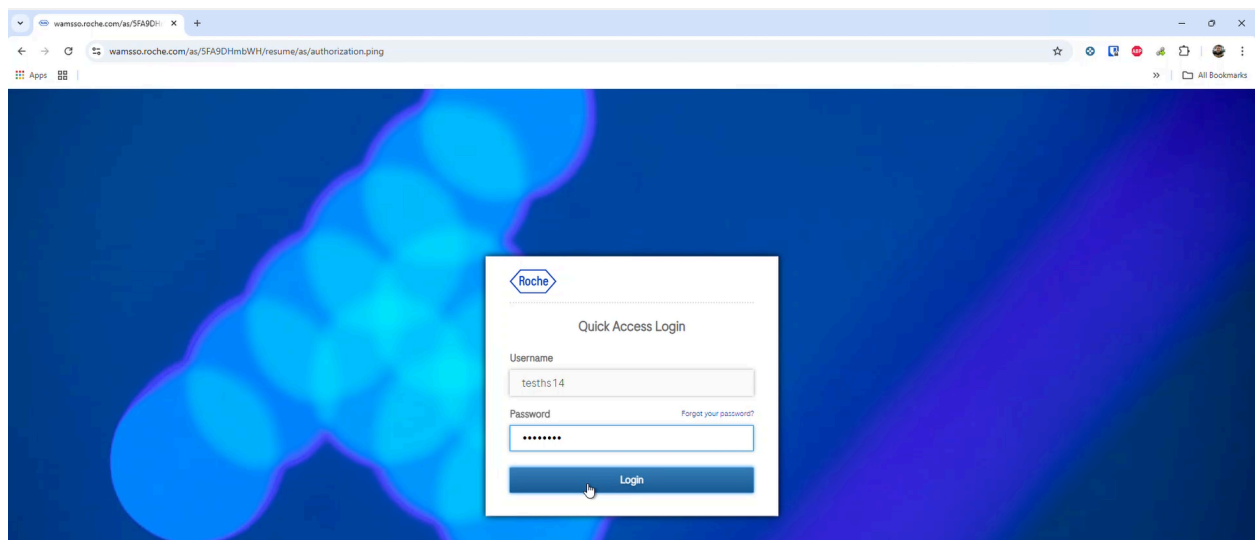 wamsso.roche.com/as/5FA9DH
wamsso.roche.com/as/5FA9DHmbWH/resume/as/authorization.ping
ABP
Apps
All Bookmarks
Roche
Quick Access Login
Username
tesths14
Password
Forgot your password?
••••••••
Login